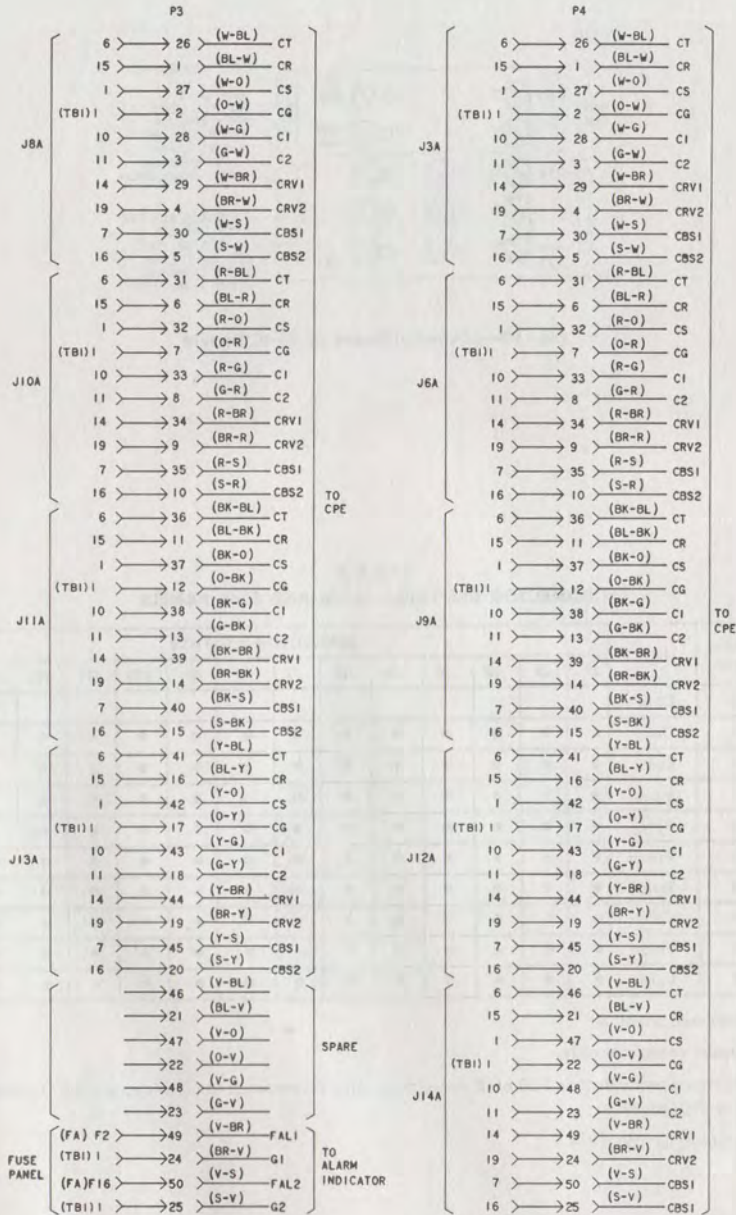 P3
J8A
6 26 (W-BL) CT
15 1 (BL-W) CR
1 27 (W-O) CS
(TB1) 1 2 (O-W) CG
10 28 (W-G) C1
11 3 (G-W) C2
14 29 (W-BR) CRV1
19 4 (BR-W) CRV2
7 30 (W-S) CBS1
16 5 (S-W) CBS2
J10A
6 31 (R-BL) CT
15 6 (BL-R) CR
1 32 (R-O) CS
(TB1) 1 7 (O-R) CG
10 33 (R-G) C1
11 8 (G-R) C2
14 34 (R-BR) CRV1
19 9 (BR-R) CRV2
7 35 (R-S) CBS1
16 10 (S-R) CBS2
TO
CPE
J11A
6 36 (BK-BL) CT
15 11 (BL-BK) CR
1 37 (BK-O) CS
(TB1) 1 12 (O-BK) CG
10 38 (BK-G) C1
11 13 (G-BK) C2
14 39 (BK-BR) CRV1
19 14 (BR-BK) CRV2
7 40 (BK-S) CBS1
16 15 (S-BK) CBS2
J13A
6 41 (Y-BL) CT
15 16 (BL-Y) CR
1 42 (Y-O) CS
(TB1) 1 17 (O-Y) CG
10 43 (Y-G) C1
11 18 (G-Y) C2
14 44 (Y-BR) CRV1
19 19 (BR-Y) CRV2
7 45 (Y-S) CBS1
16 20 (S-Y) CBS2
46 (V-BL)
21 (BL-V)
47 (V-O)
22 (O-V)
48 (V-G)
23 (G-V)
SPARE
FUSE
PANEL
(FA) F2 49 (V-BR) FAL1
(TB1) 1 24 (BR-V) G1
(FA) F16 50 (V-S) FAL2
(TB1) 1 25 (S-V) G2
TO
ALARM
INDICATOR
P4
J3A
6 26 (W-BL) CT
15 1 (BL-W) CR
1 27 (W-O) CS
(TB1) 1 2 (O-W) CG
10 28 (W-G) C1
11 3 (G-W) C2
14 29 (W-BR) CRV1
19 4 (BR-W) CRV2
7 30 (W-S) CBS1
16 5 (S-W) CBS2
J6A
6 31 (R-BL) CT
15 6 (BL-R) CR
1 32 (R-O) CS
(TB1) 1 7 (O-R) CG
10 33 (R-G) C1
11 8 (G-R) C2
14 34 (R-BR) CRV1
19 9 (BR-R) CRV2
7 35 (R-S) CBS1
16 10 (S-R) CBS2
J9A
6 36 (BK-BL) CT
15 11 (BL-BK) CR
1 37 (BK-O) CS
(TB1) 1 12 (O-BK) CG
10 38 (BK-G) C1
11 13 (G-BK) C2
14 39 (BK-BR) CRV1
19 14 (BR-BK) CRV2
7 40 (BK-S) CBS1
16 15 (S-BK) CBS2
TO
CPE
J12A
6 41 (Y-BL) CT
15 16 (BL-Y) CR
1 42 (Y-O) CS
(TB1) 1 17 (O-Y) CG
10 43 (Y-G) C1
11 18 (G-Y) C2
14 44 (Y-BR) CRV1
19 19 (BR-Y) CRV2
7 45 (Y-S) CBS1
16 20 (S-Y) CBS2
J14A
6 46 (V-BL) CT
15 21 (BL-V) CR
1 47 (V-O) CS
(TB1) 1 22 (O-V) CG
10 48 (V-G) C1
11 23 (G-V) C2
14 49 (V-BR) CRV1
19 24 (BR-V) CRV2
7 50 (V-S) CBS1
16 25 (S-V) CBS1